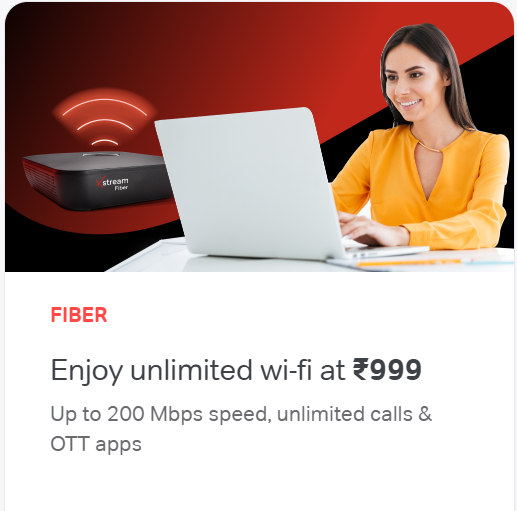 Xstream
Fiber
FIBER
Enjoy unlimited wi-fi at ₹999
Up to 200 Mbps speed, unlimited calls &
OTT apps